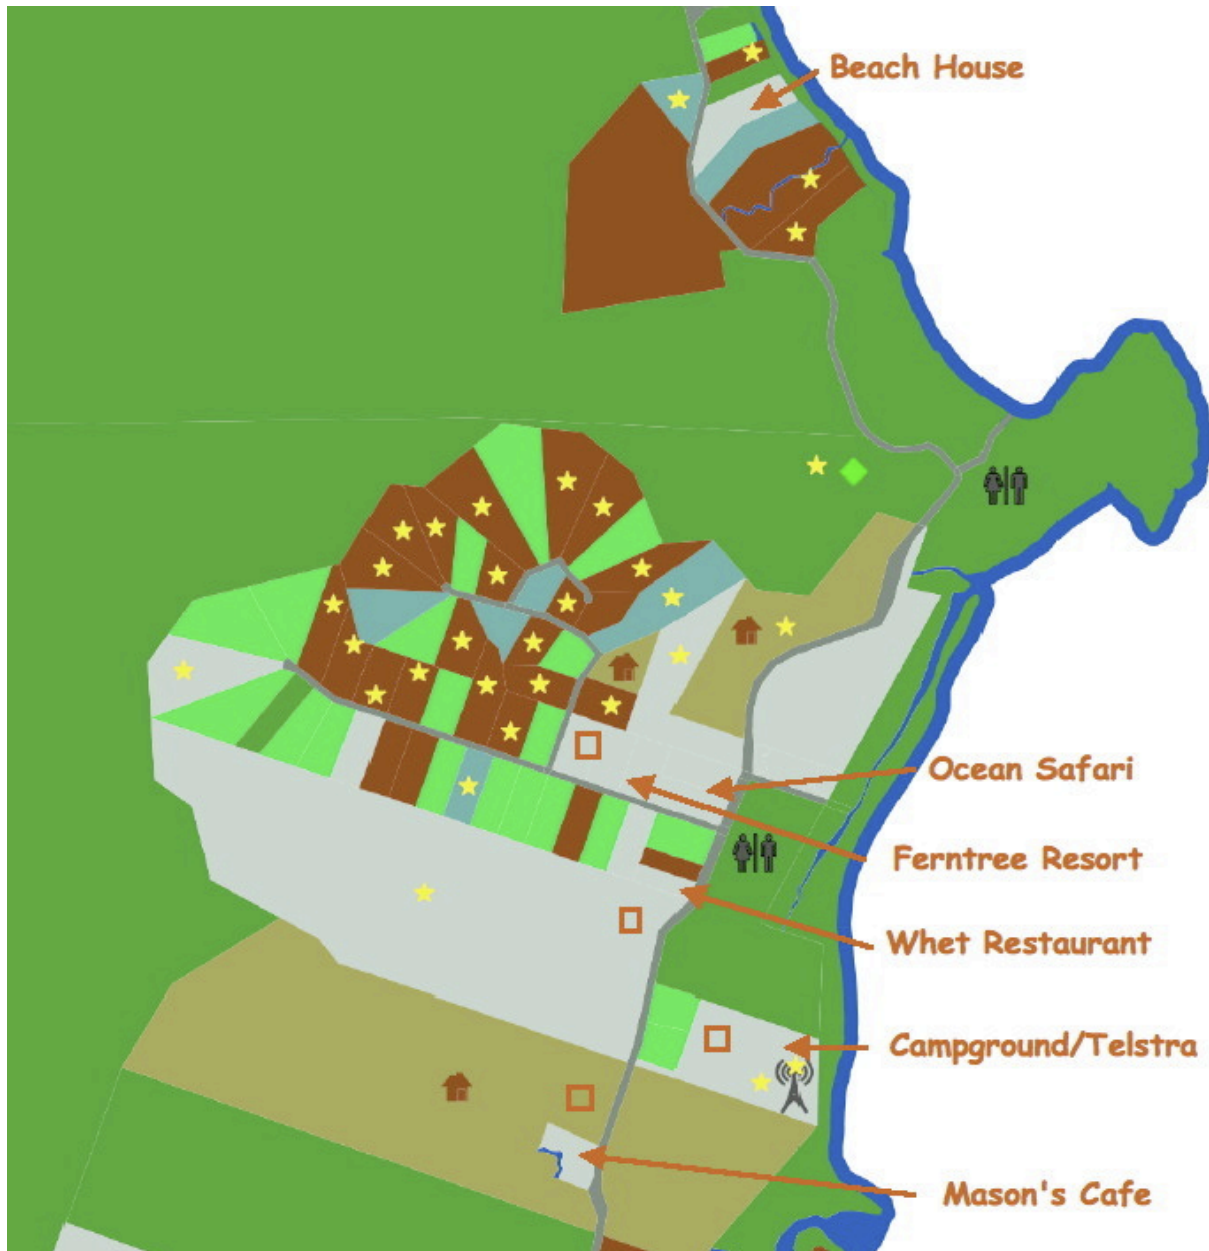 Beach House
Ocean Safari
Ferntree Resort
Whet Restaurant
Campground/Telstra
Mason's Cafe